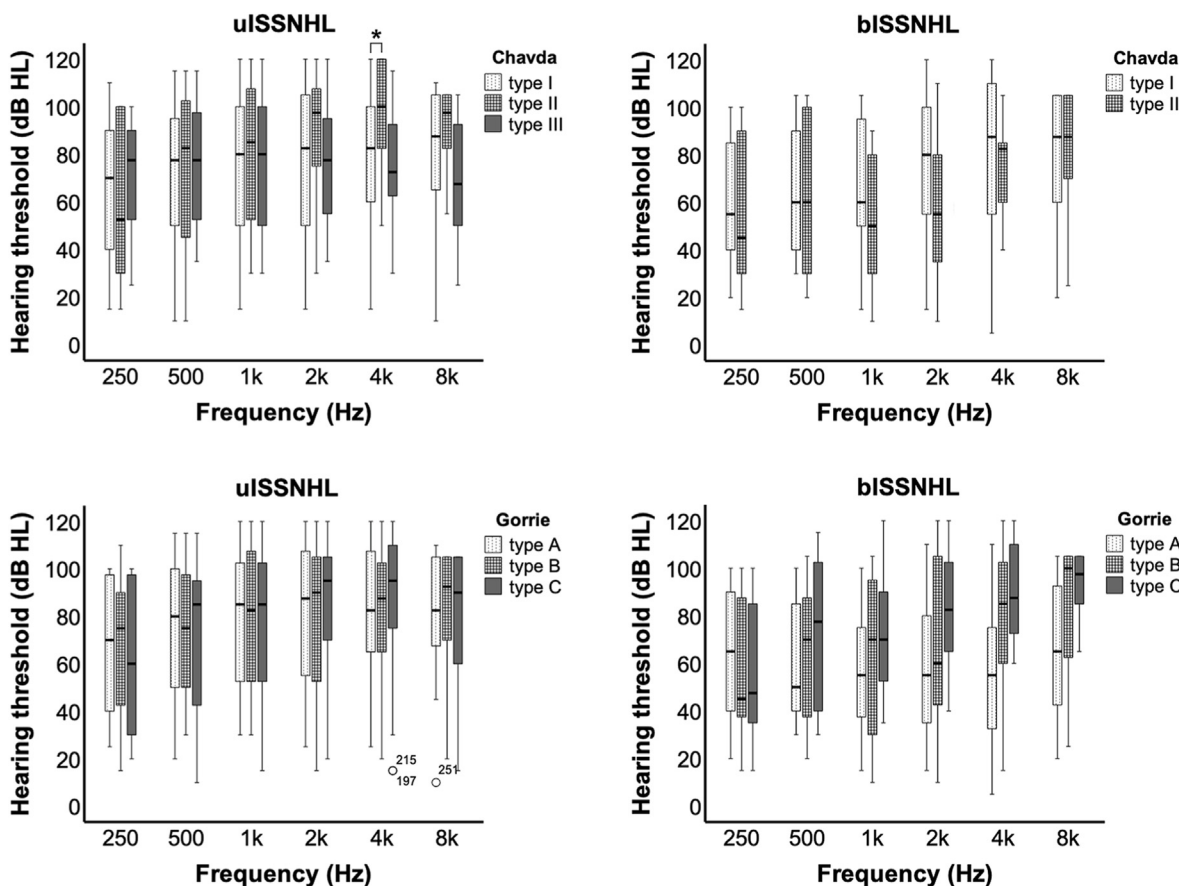 uISSNHL
Hearing threshold (dB HL)
120
100
80
60
40
20
0
*
Chavda
type I
type II
type III
250 500 1k 2k 4k 8k
Frequency (Hz)
bISSNHL
Hearing threshold (dB HL)
120
100
80
60
40
20
0
Chavda
type I
type II
250 500 1k 2k 4k 8k
Frequency (Hz)
uISSNHL
Hearing threshold (dB HL)
120
100
80
60
40
20
0
Gorrie
type A
type B
type C
215
197
251
250 500 1k 2k 4k 8k
Frequency (Hz)
bISSNHL
Hearing threshold (dB HL)
120
100
80
60
40
20
0
Gorrie
type A
type B
type C
250 500 1k 2k 4k 8k
Frequency (Hz)